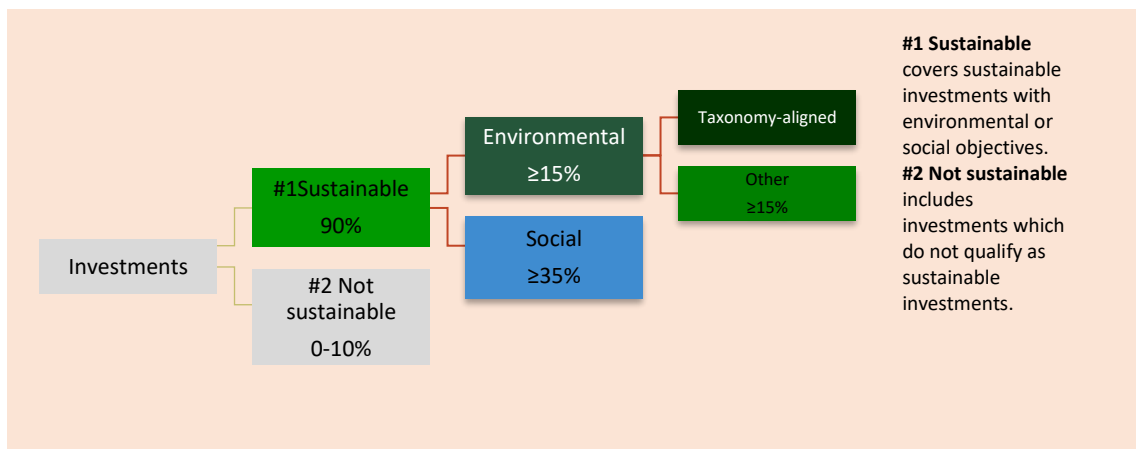 Investments
#1Sustainable
90%
#2 Not
sustainable
0-10%
Environmental
≥15%
Social
≥35%
Taxonomy-aligned
Other
≥15%
#1 Sustainable
covers sustainable
investments with
environmental or
social objectives.
#2 Not sustainable
includes
investments which
do not qualify as
sustainable
investments.